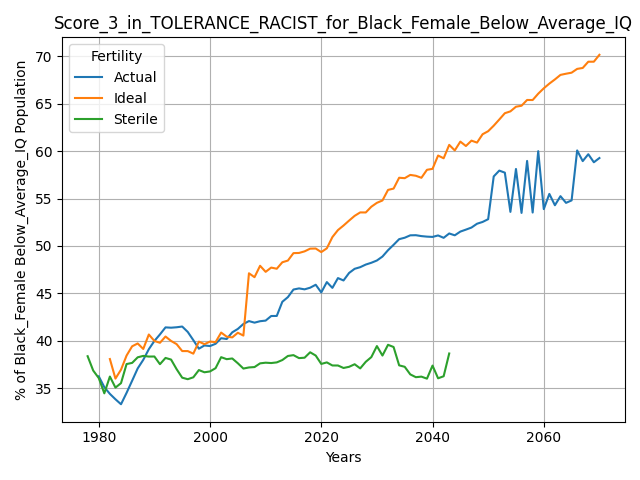 Score_3_in_TOLERANCE_RACIST_for_Black_Female_Below_Average_IQ
% of Black_Female Below_Average_IQ Population
Fertility
Actual
Ideal
Sterile
70
65
60
55
50
45
40
35
1980
2000
2020
2040
2060
Years